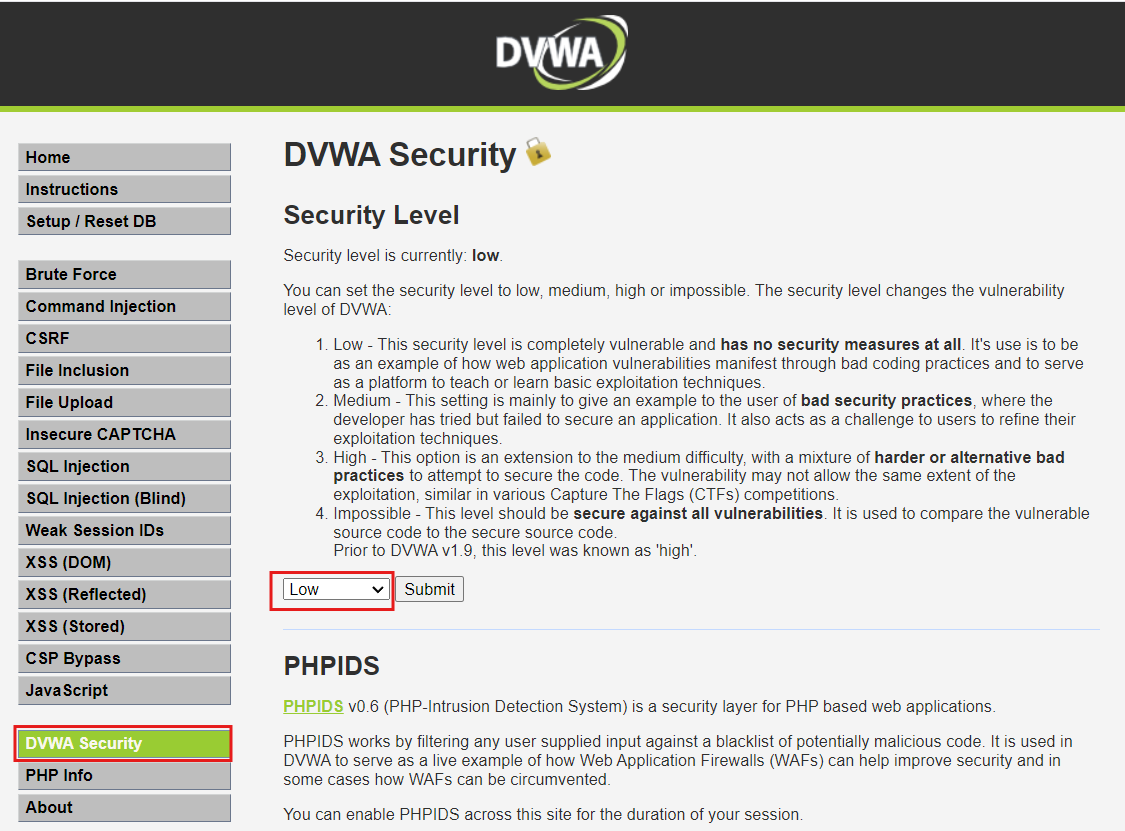 DVWA
Home
Instructions
Setup / Reset DB
Brute Force
Command Injection
CSRF
File Inclusion
File Upload
Insecure CAPTCHA
SQL Injection
SQL Injection (Blind)
Weak Session IDs
XSS (DOM)
XSS (Reflected)
XSS (Stored)
CSP Bypass
JavaScript
DVWA Security
PHP Info
About
DVWA Security
Security Level
Security level is currently: low.
You can set the security level to low, medium, high or impossible. The security level changes the vulnerability
level of DVWA:
1. Low - This security level is completely vulnerable and has no security measures at all. It's use is to be
as an example of how web application vulnerabilities manifest through bad coding practices and to serve
as a platform to teach or learn basic exploitation techniques.
2. Medium - This setting is mainly to give an example to the user of bad security practices, where the
developer has tried but failed to secure an application. It also acts as a challenge to users to refine their
exploitation techniques.
3. High - This option is an extension to the medium difficulty, with a mixture of harder or alternative bad
practices to attempt to secure the code. The vulnerability may not allow the same extent of the
exploitation, similar in various Capture The Flags (CTFs) competitions.
4. Impossible - This level should be secure against all vulnerabilities. It is used to compare the vulnerable
source code to the secure source code.
Prior to DVWA v1.9, this level was known as 'high'.
Low Submit
PHPIDS
PHPIDS v0.6 (PHP-Intrusion Detection System) is a security layer for PHP based web applications.
PHPIDS works by filtering any user supplied input against a blacklist of potentially malicious code. It is used in
DVWA to serve as a live example of how Web Application Firewalls (WAFs) can help improve security and in
some cases how WAFs can be circumvented.
You can enable PHPIDS across this site for the duration of your session.